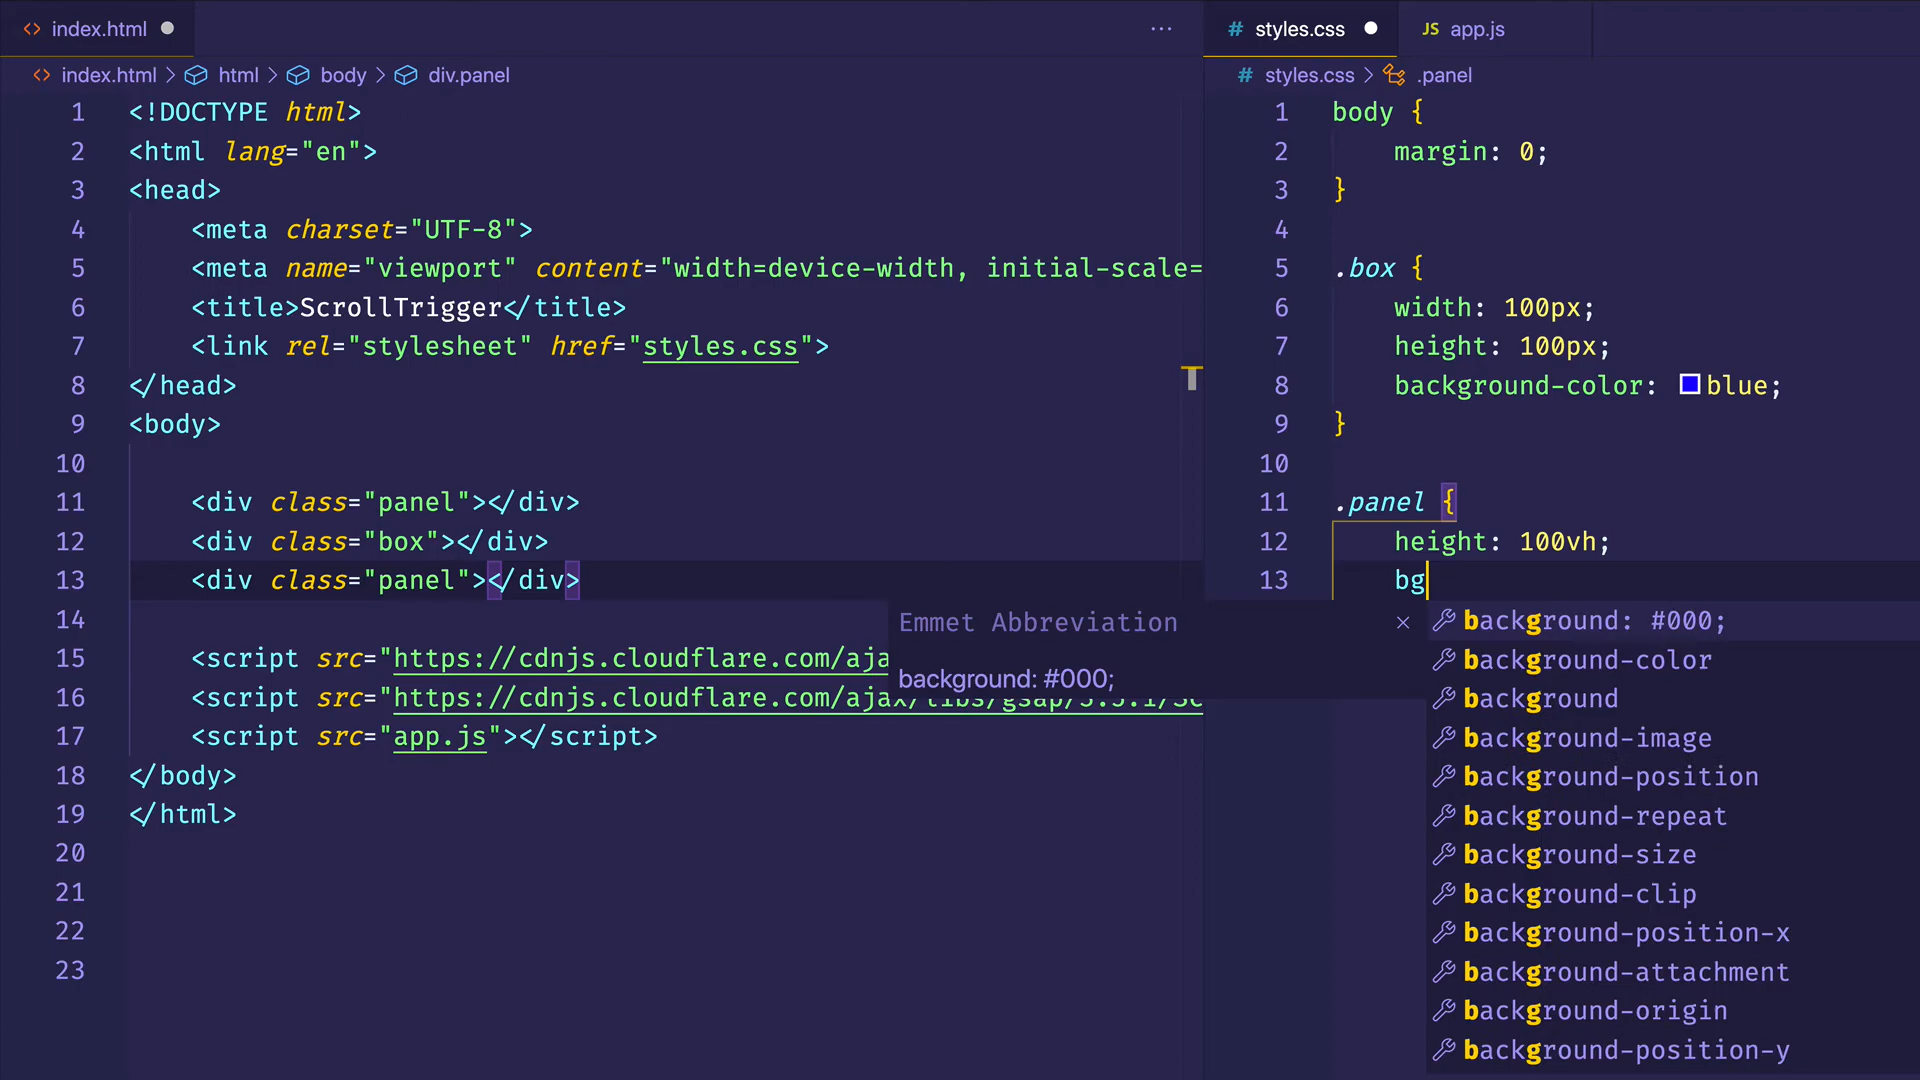 index.html
index.html > html > body > div.panel
1 <!DOCTYPE html>
2 <html lang="en">
3 <head>
4 <meta charset="UTF-8">
5 <meta name="viewport" content="width=device-width, initial-scale=
6 <title>ScrollTrigger</title>
7 <link rel="stylesheet" href="styles.css">
8 </head>
9 <body>
10
11 <div class="panel"></div>
12 <div class="box"></div>
13 <div class="panel"></div>
14
15 <script src="https://cdnjs.cloudflare.com/aja
16 <script src="https://cdnjs.cloudflare.com/ajax/libs/gsap/3.5.1/Sc
17 <script src="app.js"></script>
18 </body>
19 </html>
20
21
22
23
# styles.css
JS app.js
# styles.css > .panel
1 body {
2 margin: 0;
3 }
4
5 .box {
6 width: 100px;
7 height: 100px;
8 background-color: blue;
9 }
10
11 .panel {
12 height: 100vh;
13 bg
Emmet Abbreviation
background: #000;
background: #000;
background-color
background
background-image
background-position
background-repeat
background-size
background-clip
background-position-x
background-attachment
background-origin
background-position-y